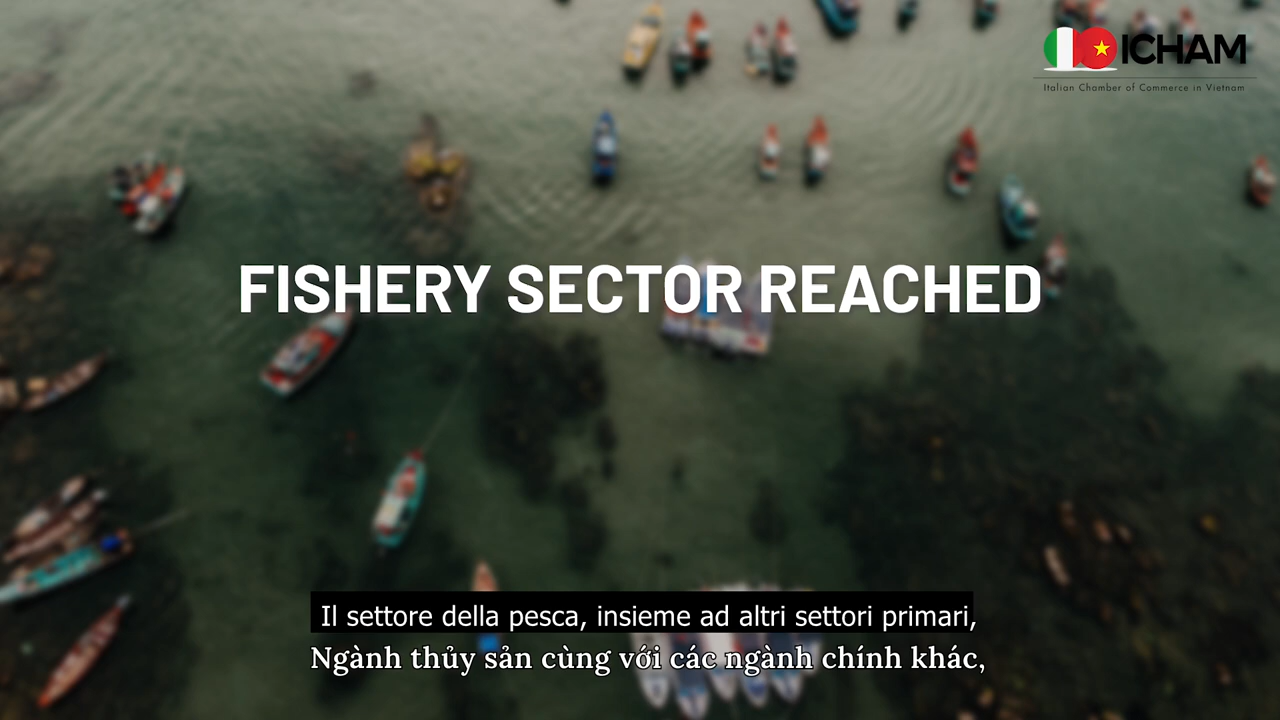 ICHAM
Italian Chamber of Commerce in Vietnam
FISHERY SECTOR REACHED
Il settore della pesca, insieme ad altri settori primari,
Ngành thủy sản cùng với các ngành chính khác,